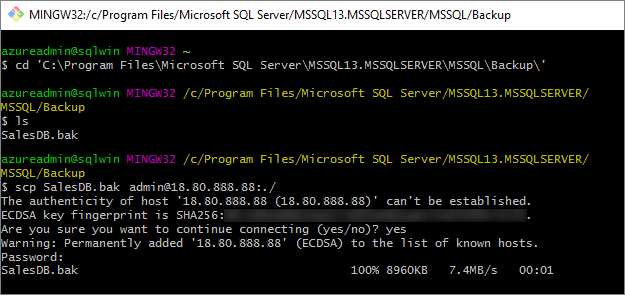 MINGW32:/c/Program Files/Microsoft SQL Server/MSSQL13.MSSQLSERVER/MSSQL/Backup
azureadmin@sqlwin MINGW32 ~
$ cd 'C:\Program Files\Microsoft SQL Server\MSSQL13.MSSQLSERVER\MSSQL\Backup\'
azureadmin@sqlwin MINGW32 /c/Program Files/Microsoft SQL Server/MSSQL13.MSSQLSERVER/
MSSQL/Backup
$ ls
SalesDB.bak
azureadmin@sqlwin MINGW32 /c/Program Files/Microsoft SQL Server/MSSQL13.MSSQLSERVER/
MSSQL/Backup
$ scp SalesDB.bak admin@18.80.888.88:./
The authenticity of host '18.80.888.88 (18.80.888.88)' can't be established.
ECDSA key fingerprint is SHA256: .
Are you sure you want to continue connecting (yes/no)? yes
Warning: Permanently added '18.80.888.88' (ECDSA) to the list of known hosts.
Password:
SalesDB.bak 100% 8960KB 7.4MB/s 00:01